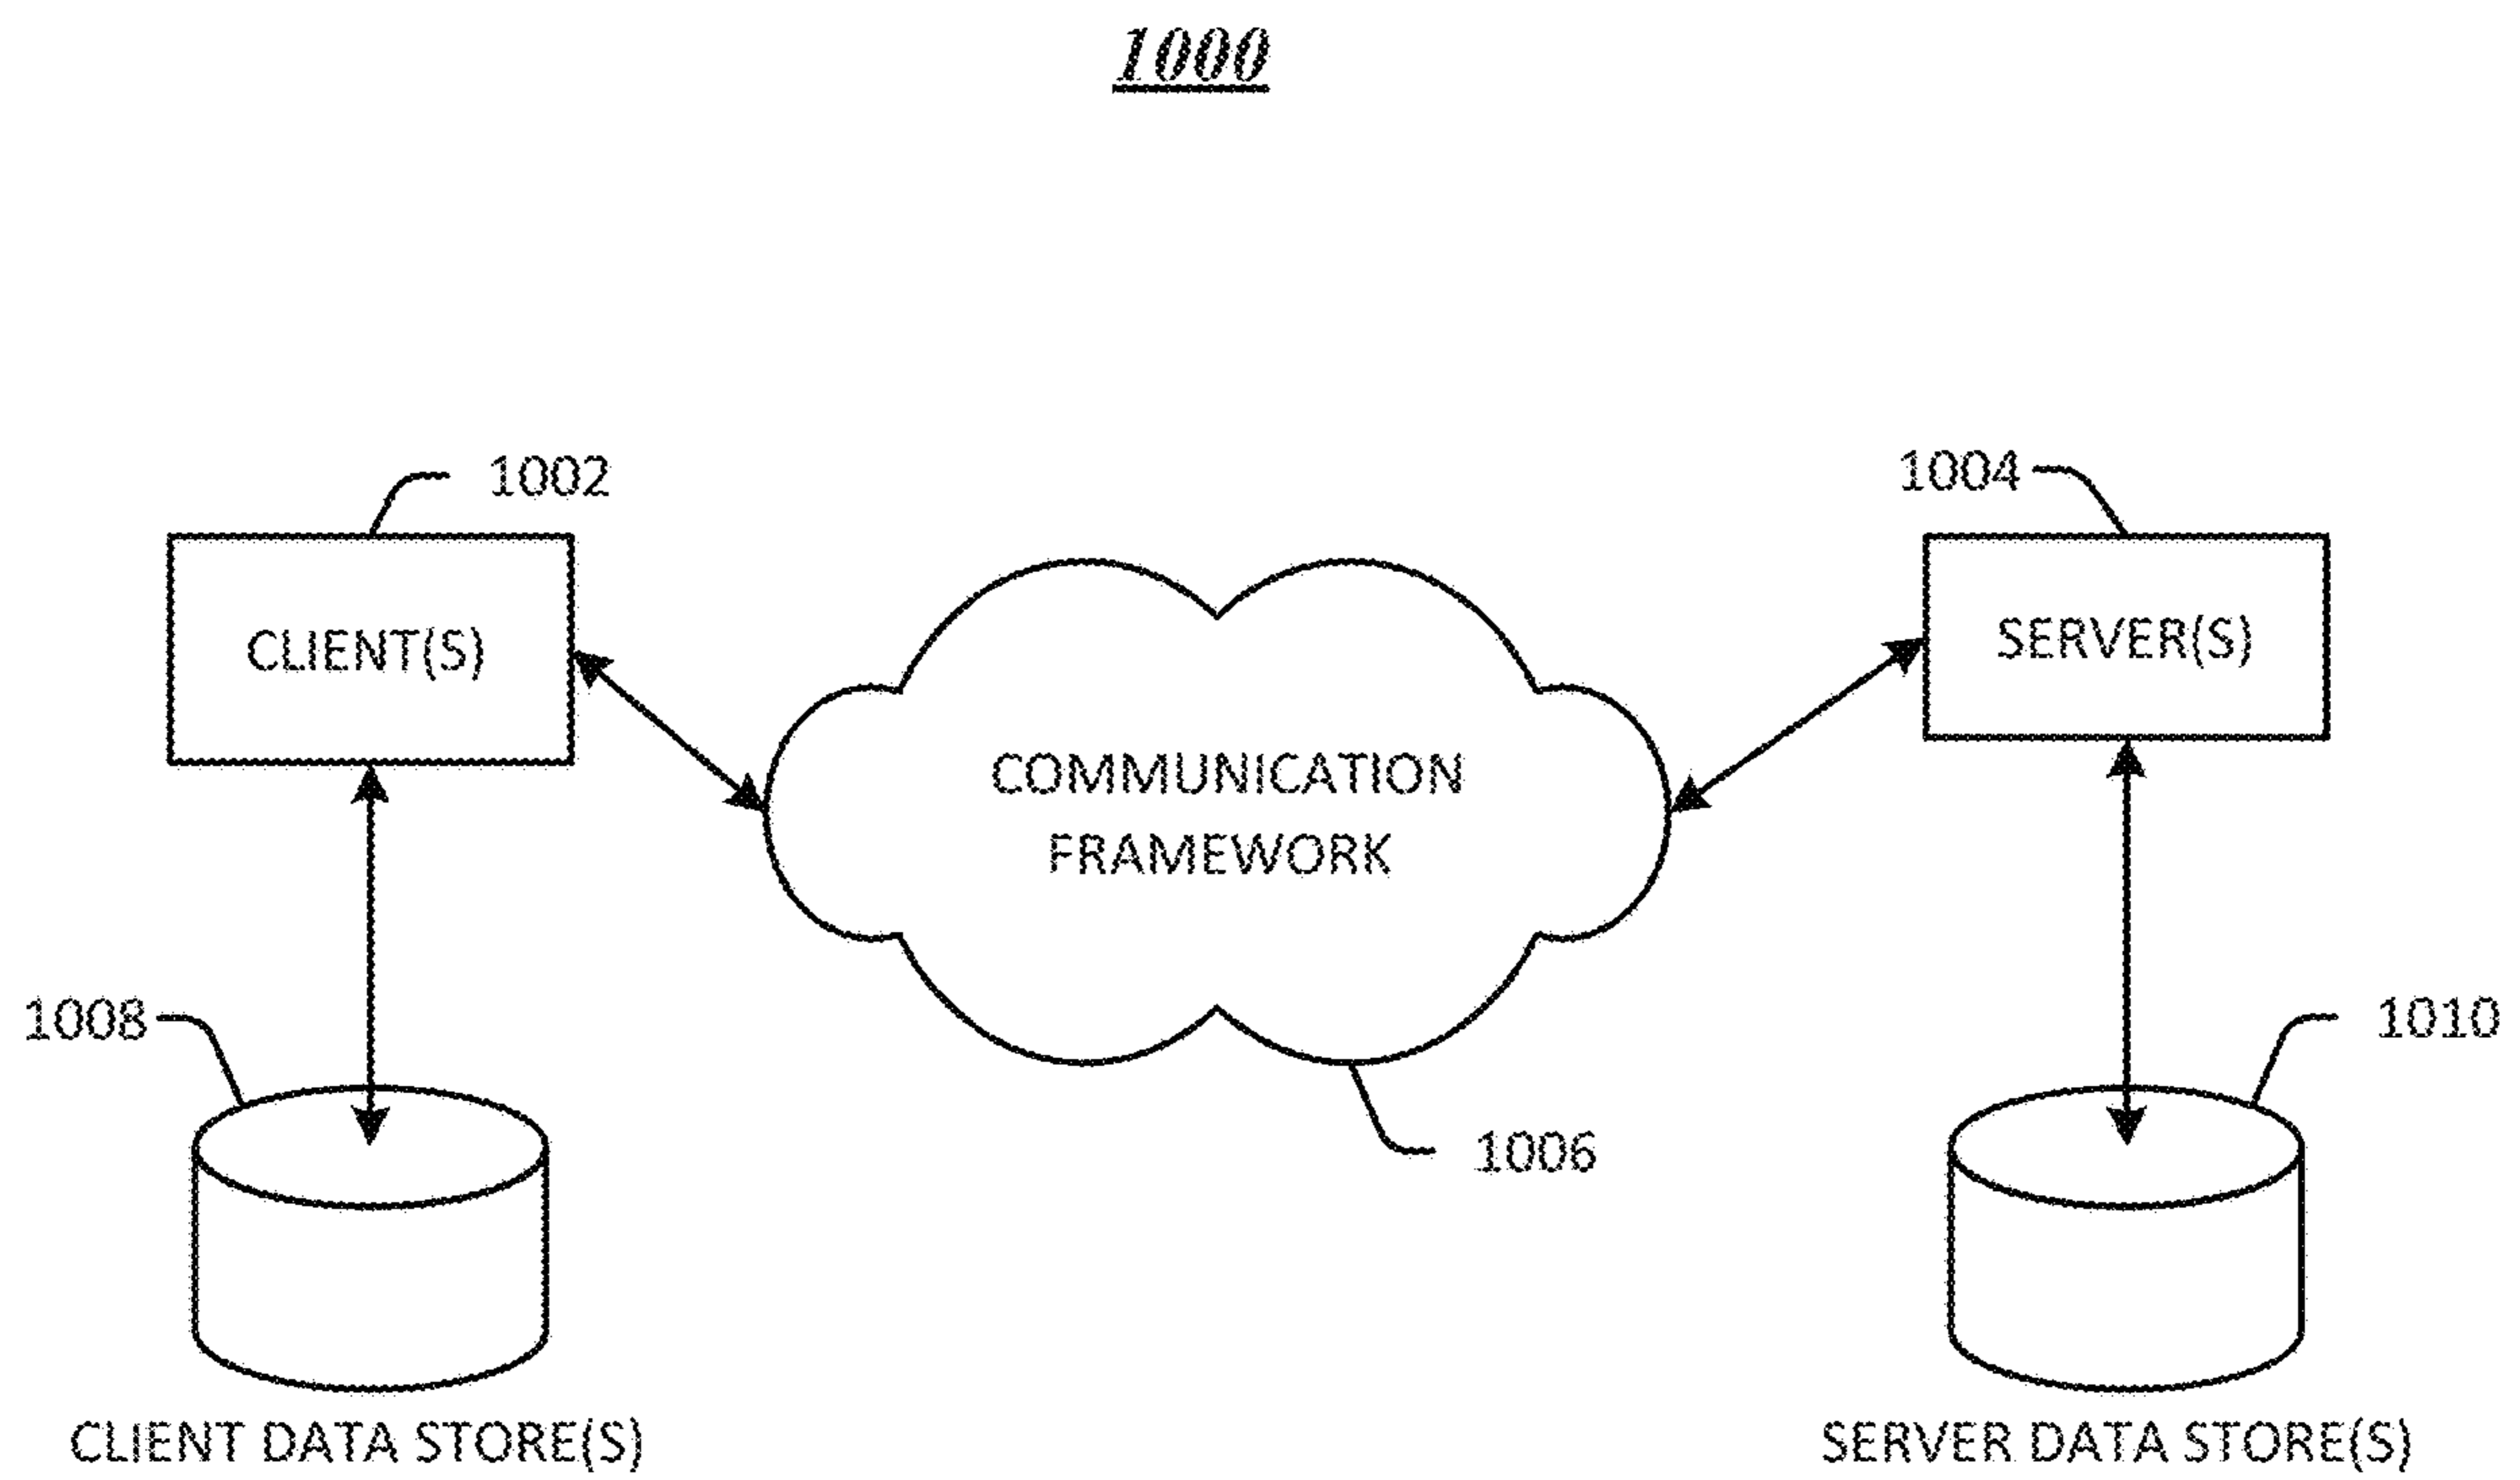 1000
1002
1004
CLIENT(S)
SERVER(S)
COMMUNICATION
FRAMEWORK
1008
1010
1006
CLIENT DATA STORE(S)
SERVER DATA STORE(S)